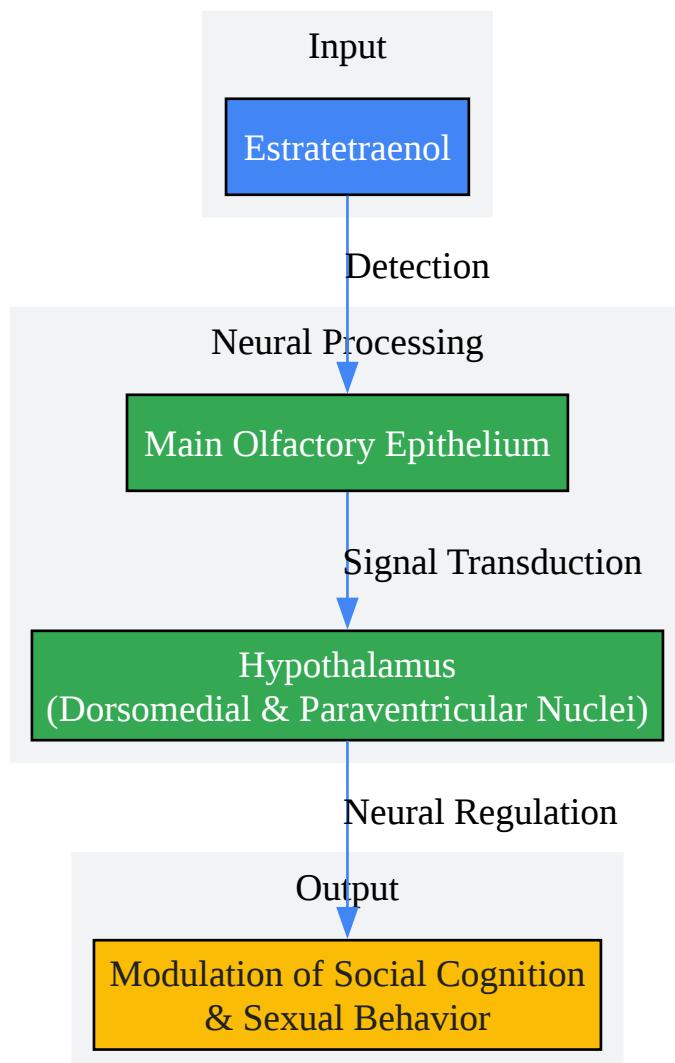 Input
Estratetraenol
Detection
Neural Processing
Main Olfactory Epithelium
Signal Transduction
Hypothalamus
(Dorsomedial & Paraventricular Nuclei)
Neural Regulation
Output
Modulation of Social Cognition
& Sexual Behavior